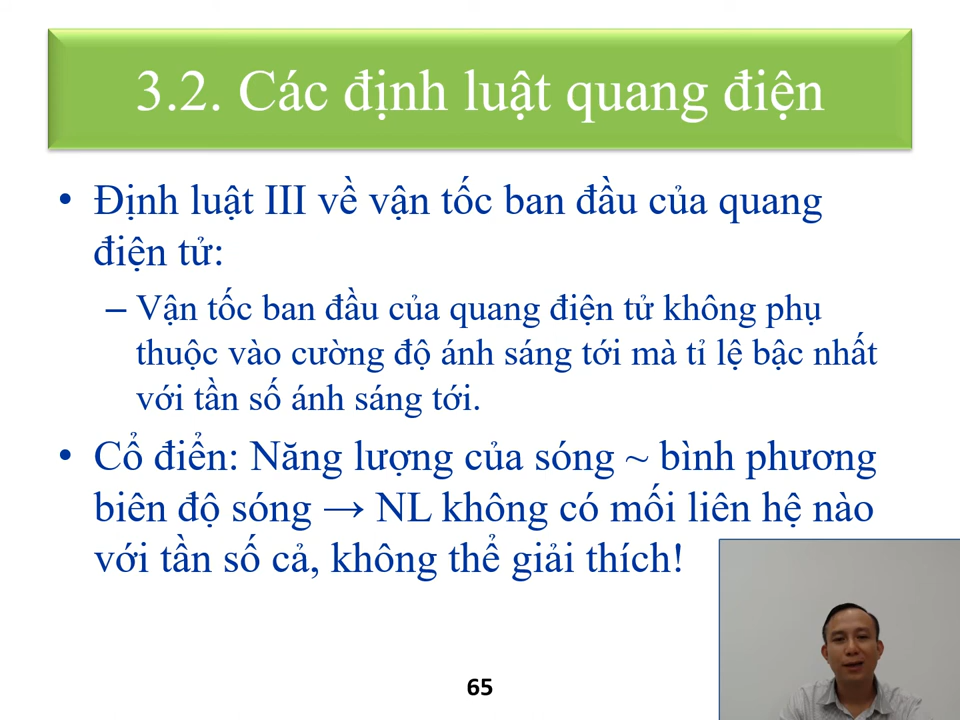 3.2. Các định luật quang điện
• Định luật III về vận tốc ban đầu của quang
điện tử:
– Vận tốc ban đầu của quang điện tử không phụ
thuộc vào cường độ ánh sáng tới mà tỉ lệ bậc nhất
với tần số ánh sáng tới.
• Cổ điển: Năng lượng của sóng ~ bình phương
biên độ sóng → NL không có mối liên hệ nào
với tần số cả, không thể giải thích!
65